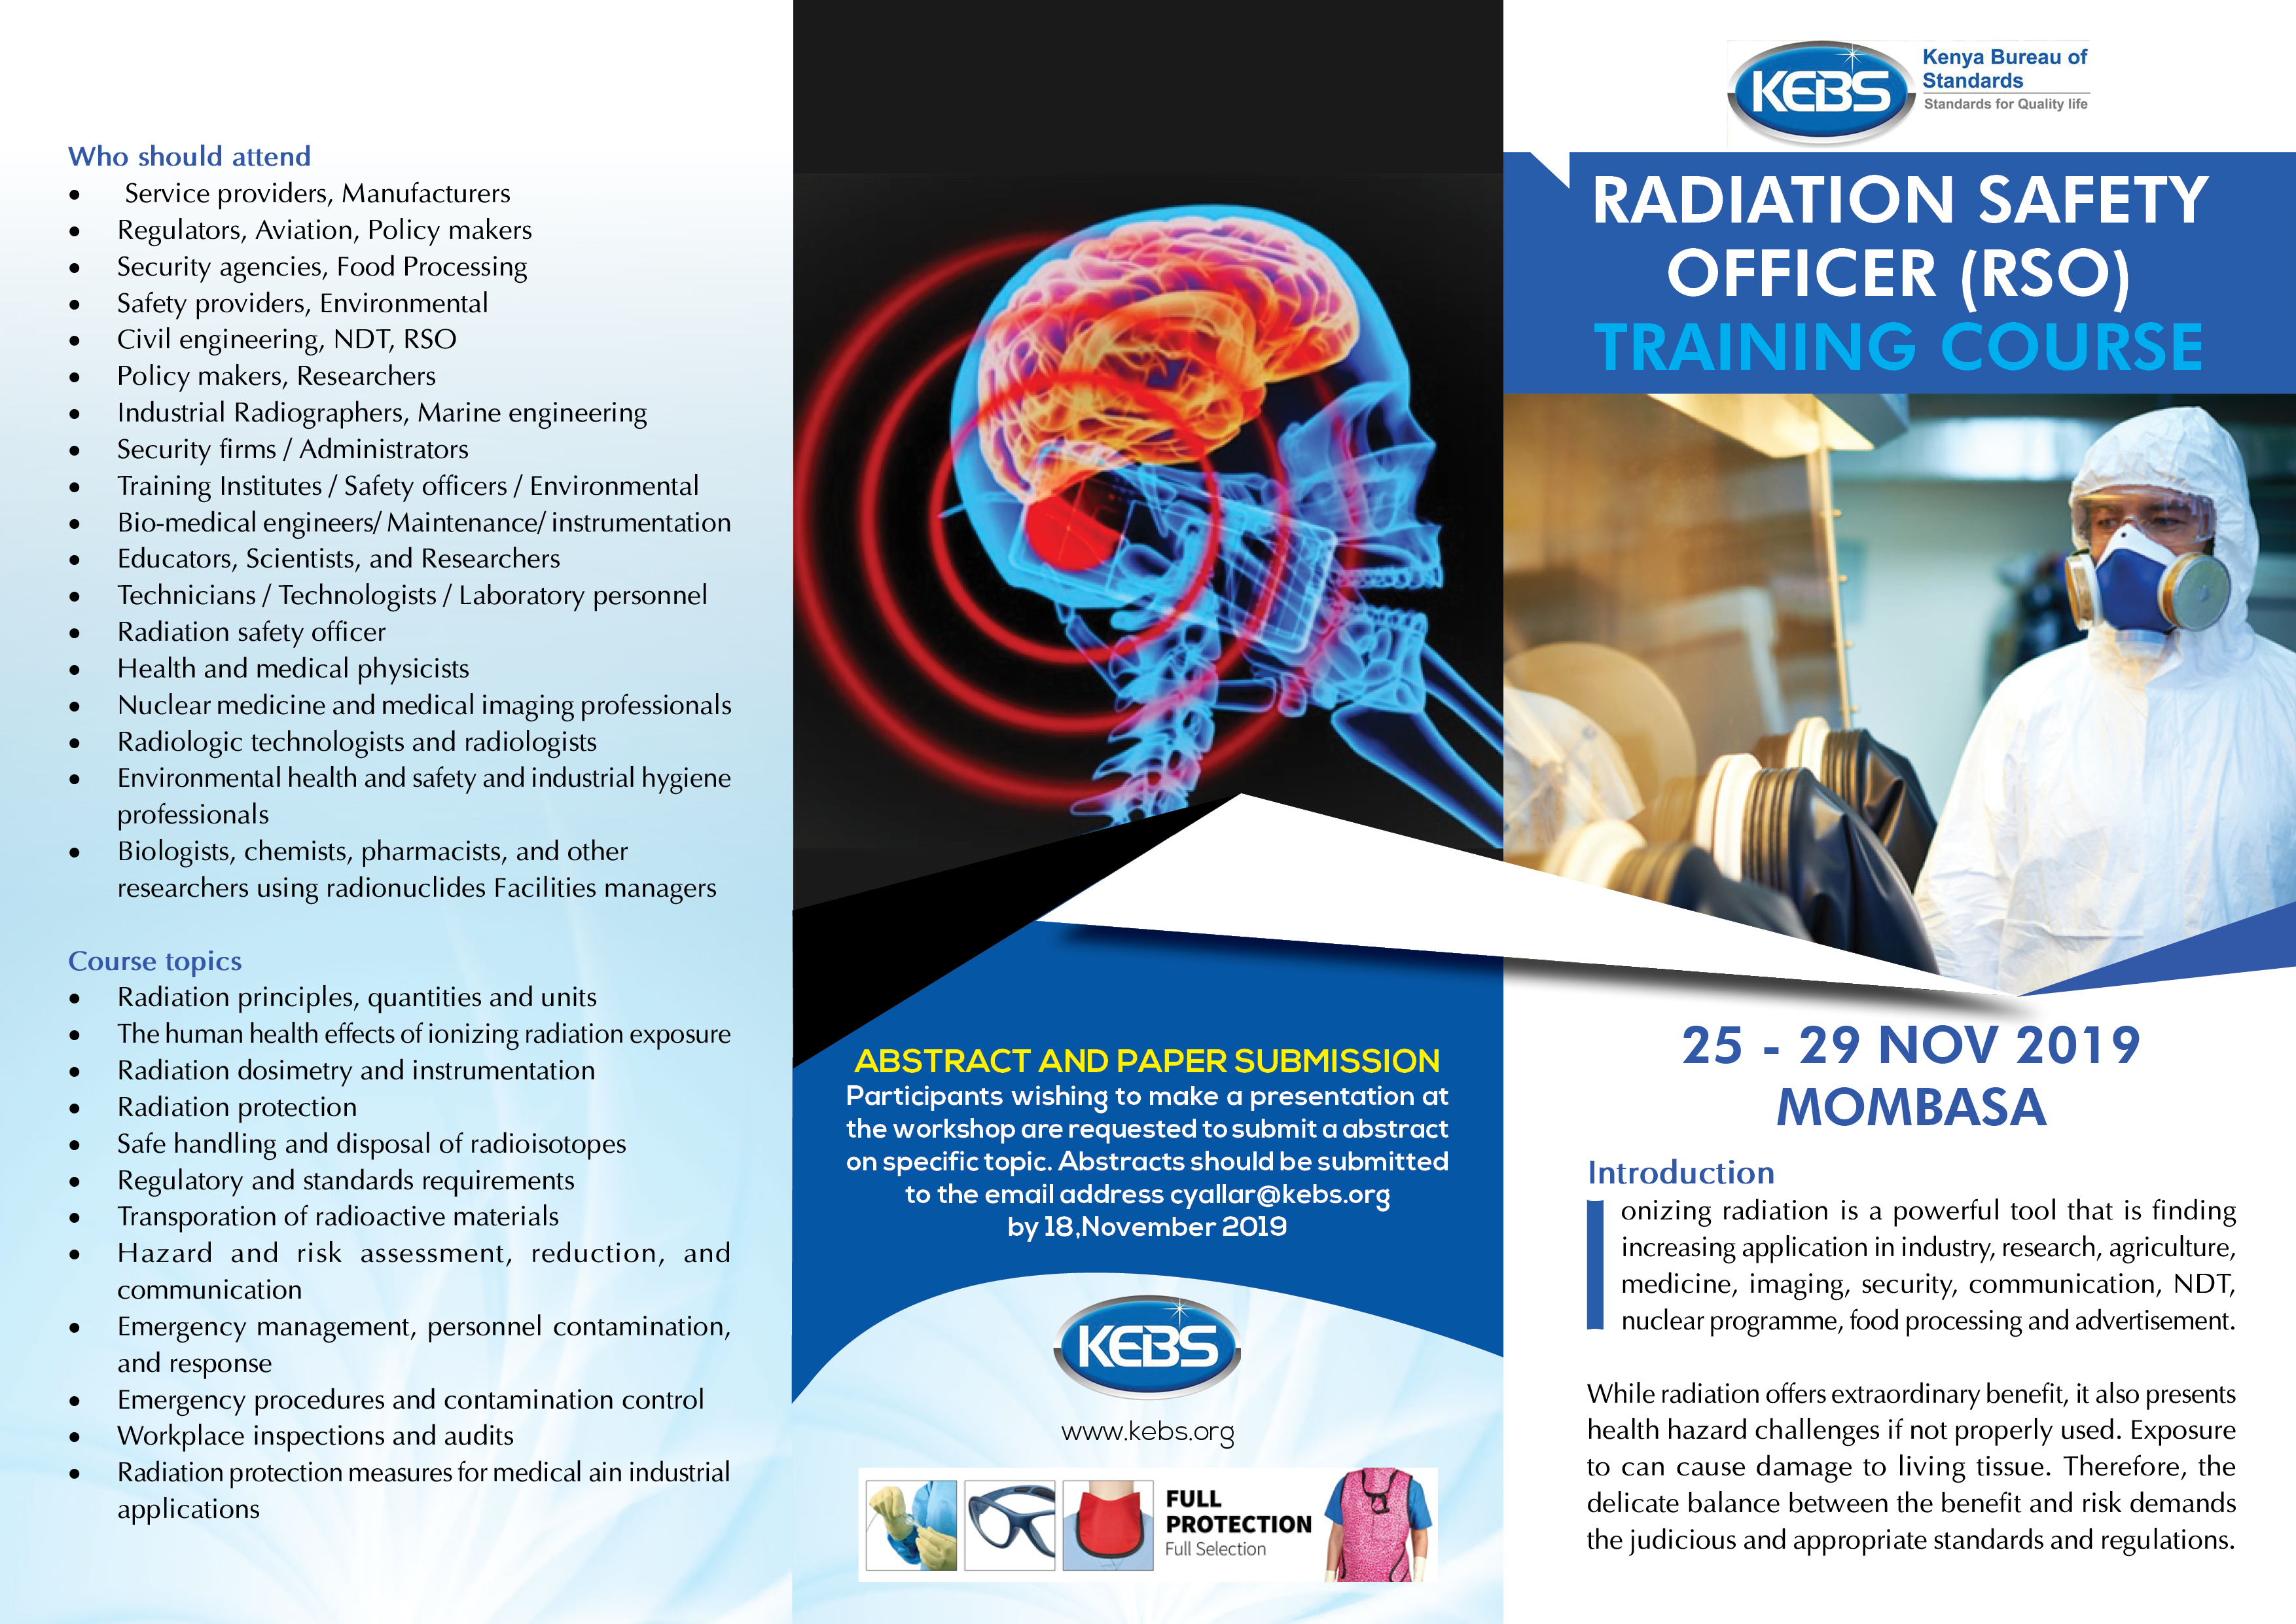 Who should attend
• Service providers, Manufacturers
• Regulators, Aviation, Policy makers
• Security agencies, Food Processing
• Safety providers, Environmental
• Civil engineering, NDT, RSO
• Policy makers, Researchers
• Industrial Radiographers, Marine engineering
• Security firms / Administrators
• Training Institutes / Safety officers / Environmental
• Bio-medical engineers/ Maintenance/ instrumentation
• Educators, Scientists, and Researchers
• Technicians / Technologists / Laboratory personnel
• Radiation safety officer
• Health and medical physicists
• Nuclear medicine and medical imaging professionals
• Radiologic technologists and radiologists
• Environmental health and safety and industrial hygiene
professionals
• Biologists, chemists, pharmacists, and other
researchers using radionuclides Facilities managers
Course topics
• Radiation principles, quantities and units
• The human health effects of ionizing radiation exposure
• Radiation dosimetry and instrumentation
• Radiation protection
• Safe handling and disposal of radioisotopes
• Regulatory and standards requirements
• Transporation of radioactive materials
• Hazard and risk assessment, reduction, and
communication
• Emergency management, personnel contamination,
and response
• Emergency procedures and contamination control
• Workplace inspections and audits
• Radiation protection measures for medical ain industrial
applications
ABSTRACT AND PAPER SUBMISSION
Participants wishing to make a presentation at
the workshop are requested to submit a abstract
on specific topic. Abstracts should be submitted
to the email address cyallar@kebs.org
by 18,November 2019
KEBS
www.kebs.org
FULL
PROTECTION
Full Selection
KEBS
Kenya Bureau of
Standards
Standards for Quality life
RADIATION SAFETY
OFFICER (RSO)
TRAINING COURSE
25 - 29 NOV 2019
MOMBASA
Introduction
Ionizing radiation is a powerful tool that is finding
increasing application in industry, research, agriculture,
medicine, imaging, security, communication, NDT,
nuclear programme, food processing and advertisement.
While radiation offers extraordinary benefit, it also presents
health hazard challenges if not properly used. Exposure
to can cause damage to living tissue. Therefore, the
delicate balance between the benefit and risk demands
the judicious and appropriate standards and regulations.